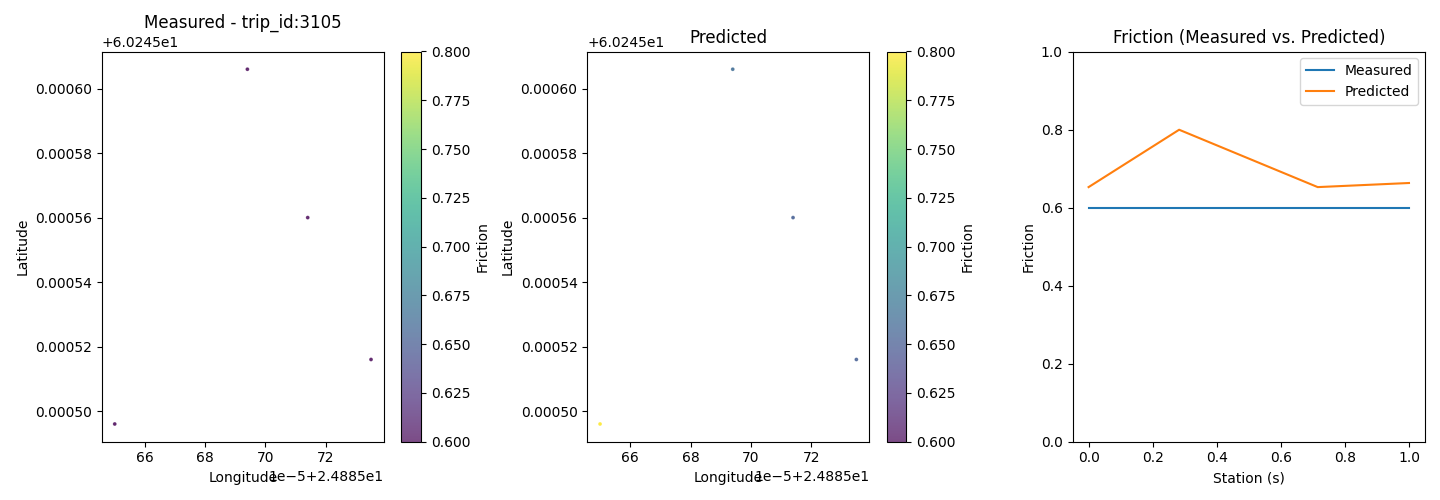 Measured - trip_id:3105
+6.0245e1
0.00060
0.00058
0.00056
0.00054
0.00052
0.00050
Latitude
66 68 70 72
Longitude
1e−5+2.4885e1
0.800
0.775
0.750
0.725
0.700
0.675
0.650
0.625
0.600
Friction
Predicted
+6.0245e1
0.00060
0.00058
0.00056
0.00054
0.00052
0.00050
Latitude
66 68 70 72
Longitude
1e−5+2.4885e1
0.800
0.775
0.750
0.725
0.700
0.675
0.650
0.625
0.600
Friction
Friction (Measured vs. Predicted)
Measured
Predicted
1.0
0.8
0.6
0.4
0.2
0.0
Friction
0.0 0.2 0.4 0.6 0.8 1.0
Station (s)